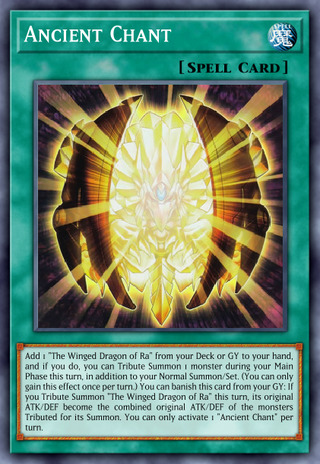 Ancient Chant
[Spell Card]
Add 1 "The Winged Dragon of Ra" from your Deck or GY to your hand,
and if you do, you can Tribute Summon 1 monster during your Main
Phase this turn, in addition to your Normal Summon/Set. (You can only
gain this effect once per turn.) You can banish this card from your GY: If
you Tribute Summon "The Winged Dragon of Ra" this turn, its original
ATK/DEF become the combined original ATK/DEF of the monsters
Tributed for its Summon. You can only activate 1 "Ancient Chant" per
turn.